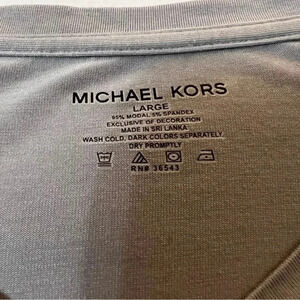 MICHAEL KORS
LARGE
95% MODAL 5% SPANDEX
EXCLUSIVE OF DECORATION
MADE IN SRI LANKA
WASH COLD. DARK COLORS SEPARATELY.
DRY PROMPTLY
RN# 36543